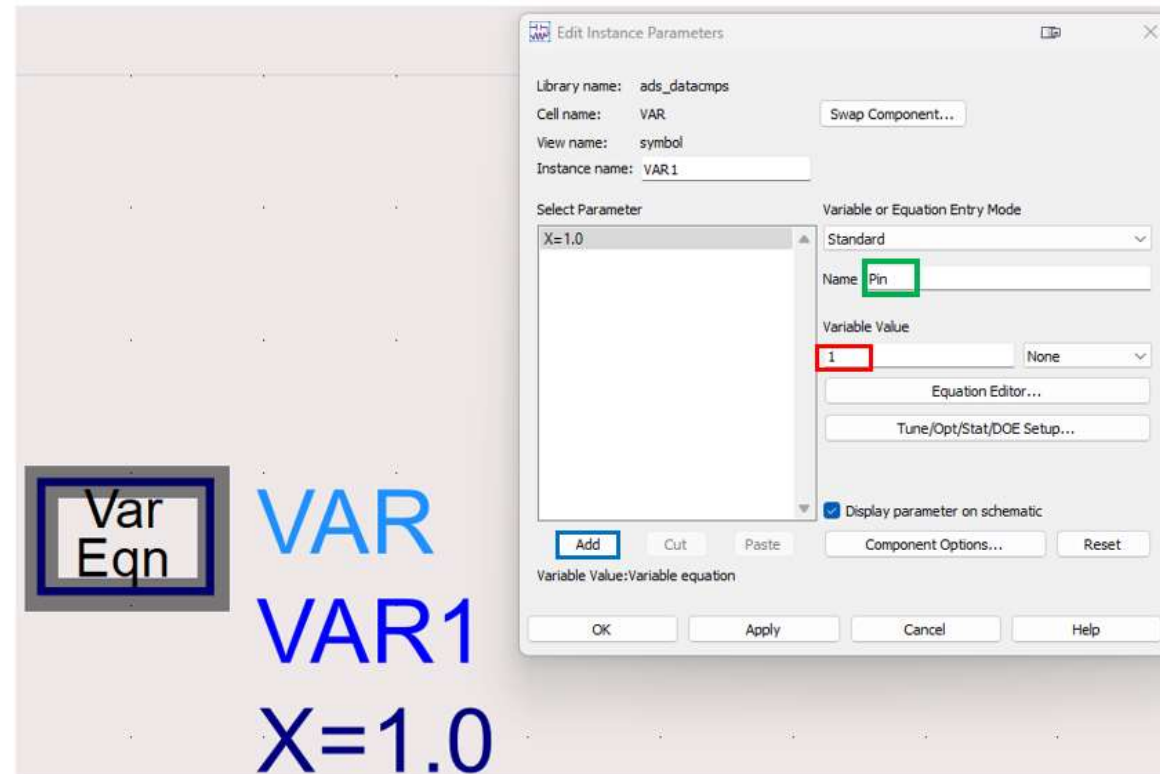 Edit Instance Parameters
Library name: ads_datacmps
Cell name: VAR
Swap Component...
View name: symbol
Instance name: VAR1
Select Parameter
Variable or Equation Entry Mode
X=1.0
Standard
Name Pin
Variable Value
1 None
Equation Editor...
Tune/Opt/Stat/DOE Setup...
Display parameter on schematic
Add Cut Paste
Component Options... Reset
Variable Value:Variable equation
OK Apply Cancel Help
Var
Eqn
VAR
VAR1
X=1.0